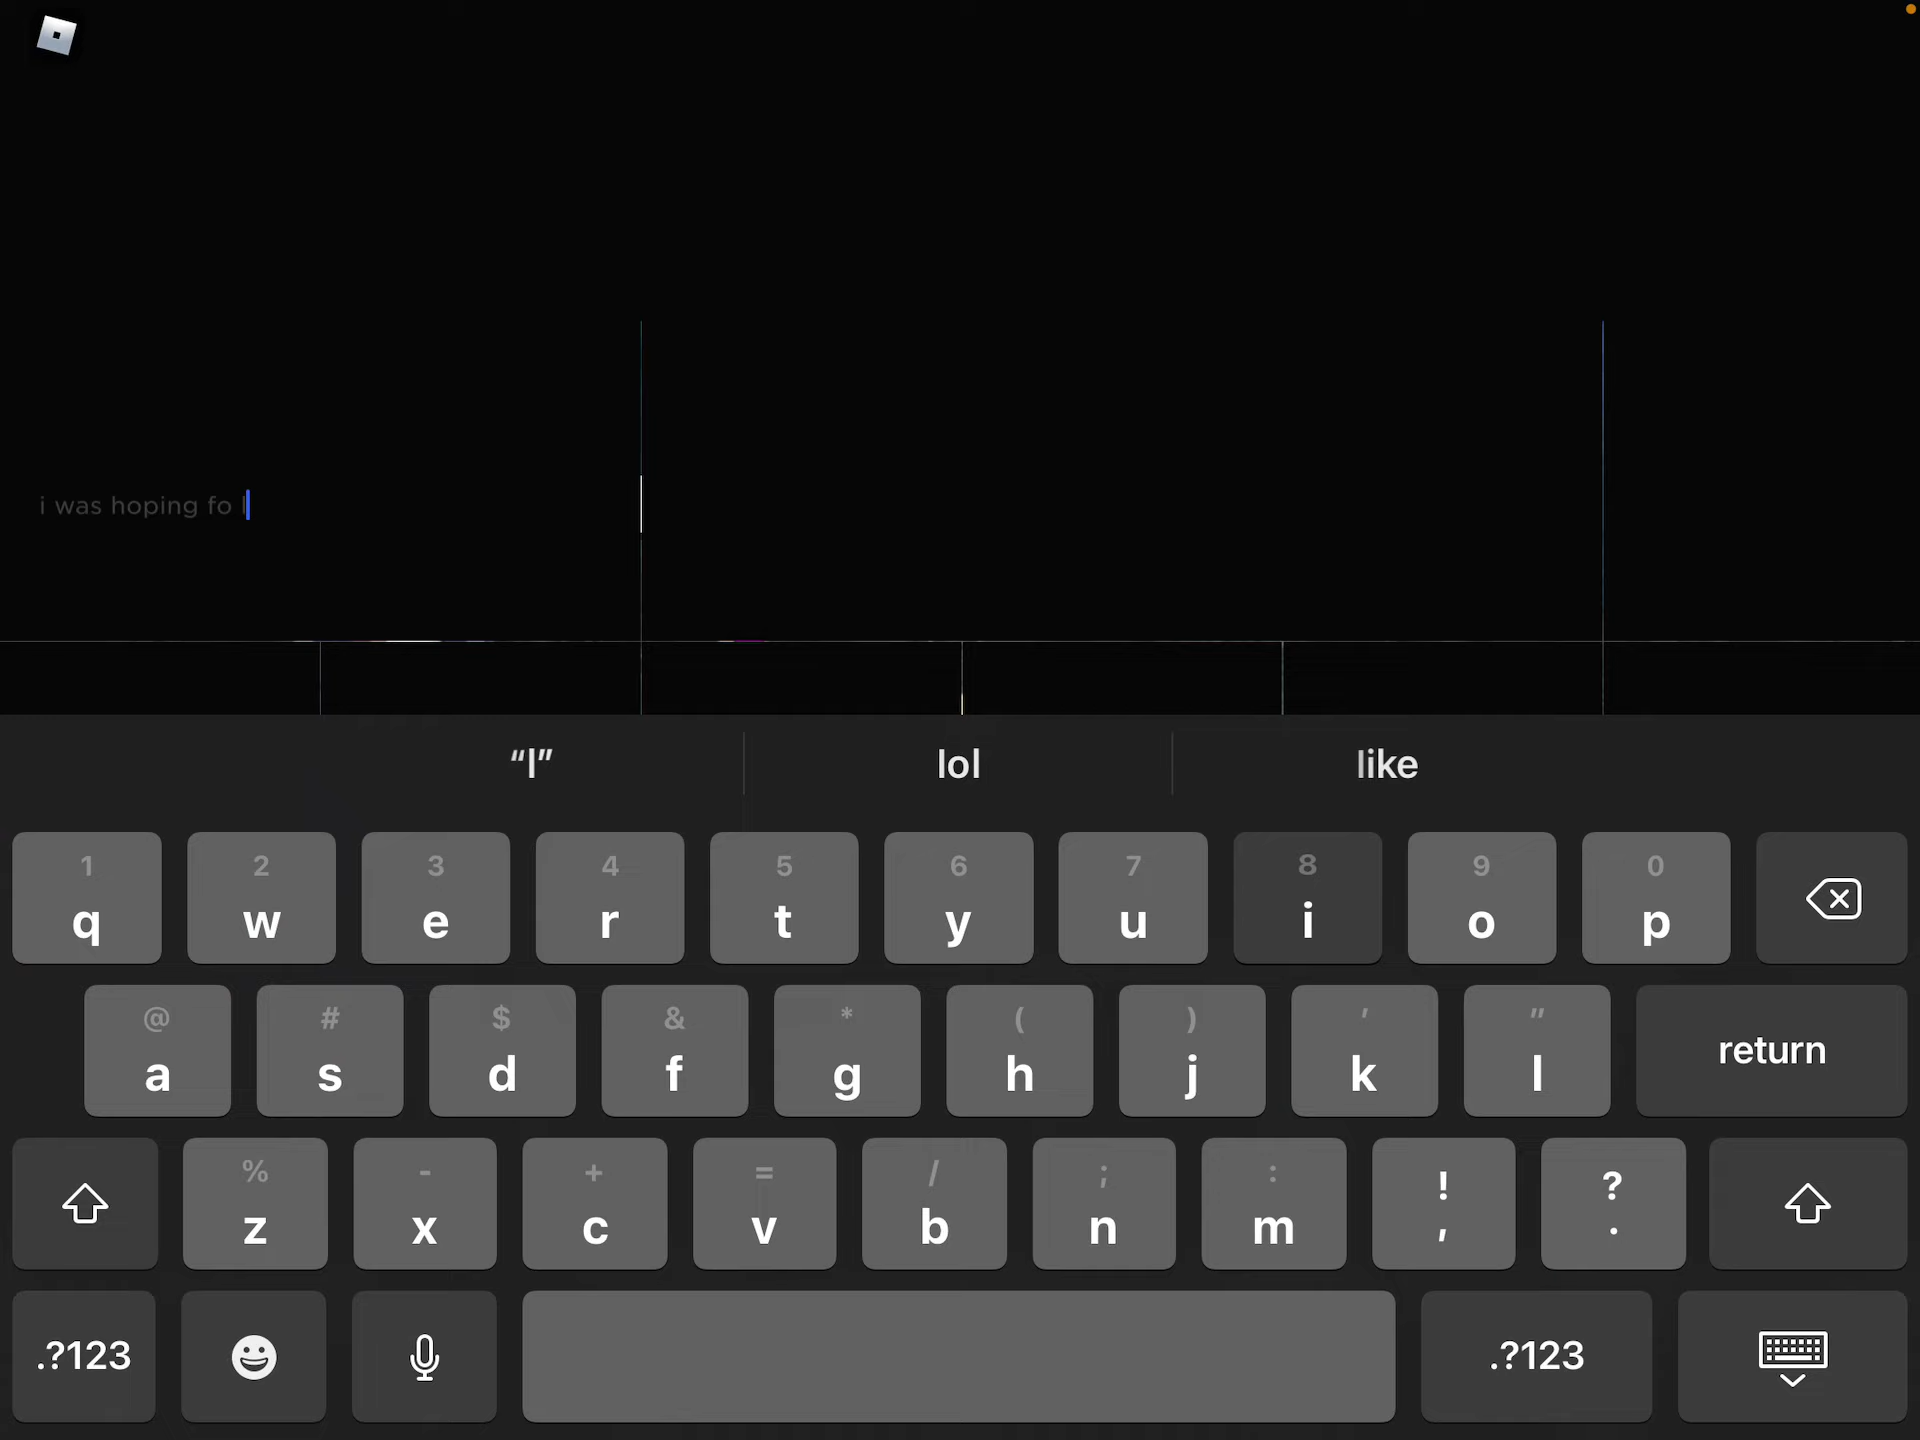 i was hoping fo l
“l” lol like
1 2 3 4 5 6 7 8 9 0
q w e r t y u i o p
@ # $ & * ( ) ' "
a s d f g h j k l return
% - + = / ; : ! ?
z x c v b n m , .
.?123 .?123